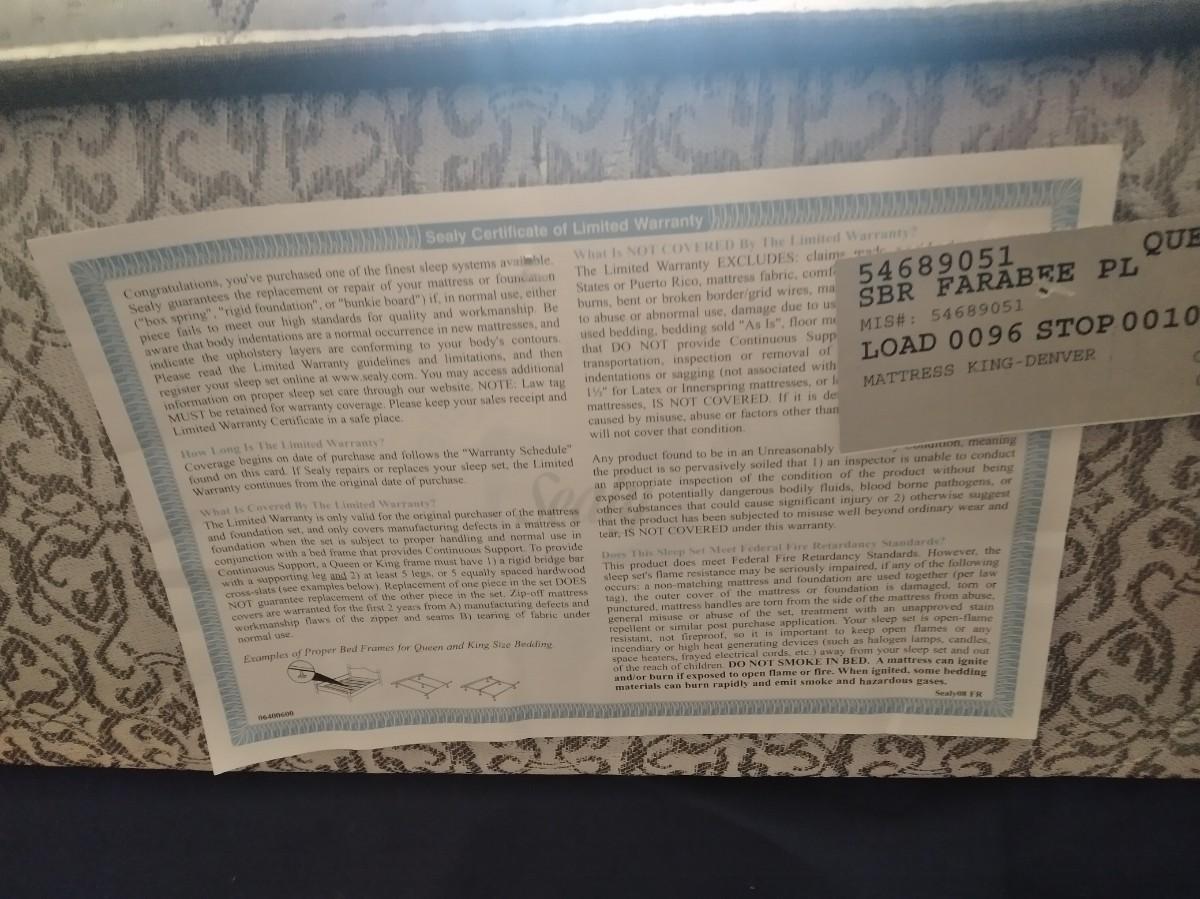 Sealy Certificate of Limited Warranty
Congratulations, you've purchased one of the finest sleep systems available.
Sealy guarantees the replacement or repair of your mattress or foundation
("box spring", "rigid foundation", or "bunkie board") if, in normal use, either
piece fails to meet our high standards for quality and workmanship. Be
aware that body indentations are a normal occurrence in new mattresses, and
indicate the upholstery layers are conforming to your body's contours.
Please read the Limited Warranty guidelines and limitations, and then
register your sleep set online at www.sealy.com. You may access additional
information on proper sleep set care through our website. NOTE: Law tag
MUST be retained for warranty coverage. Please keep your sales receipt and
Limited Warranty Certificate in a safe place.
How Long Is The Limited Warranty?
Coverage begins on date of purchase and follows the "Warranty Schedule"
found on this card. If Sealy repairs or replaces your sleep set, the Limited
Warranty continues from the original date of purchase.
What Is Covered By The Limited Warranty?
The Limited Warranty is only valid for the original purchaser of the mattress
and foundation set, and only covers manufacturing defects in a mattress or
foundation when the set is subject to proper handling and normal use in
conjunction with a bed frame that provides Continuous Support. To provide
Continuous Support, a Queen or King frame must have 1) a rigid bridge bar
with a supporting leg and 2) at least 5 legs, or 5 equally spaced hardwood
cross-slats (see examples below). Replacement of one piece in the set DOES
NOT guarantee replacement of the other piece in the set. Zip-off mattress
covers are warranted for the first 2 years from A) manufacturing defects and
workmanship flaws of the zipper and seams B) tearing of fabric under
normal use.
Examples of Proper Bed Frames for Queen and King Size Bedding
06400600
What Is NOT COVERED By The Limited Warranty?
The Limited Warranty EXCLUDES: claims made
States or Puerto Rico, mattress fabric,
burns, bent or broken border/grid wires,
to abuse or abnormal use, damage due to
used bedding, bedding sold "As Is", floor
that DO NOT provide Continuous
transportation, inspection or removal of
indentations or sagging (not associated with
1½" for Latex or Innerspring mattresses, or
mattresses, IS NOT COVERED. If it is
caused by misuse, abuse or factors other than
will not cover that condition.
Any product found to be in an Unreasonably condition, meaning
the product is so pervasively soiled that 1) an inspector is unable to conduct
an appropriate inspection of the condition of the product without being
exposed to potentially dangerous bodily fluids, blood borne pathogens, or
other substances that could cause significant injury or 2) otherwise suggest
that the product has been subjected to misuse well beyond ordinary wear and
tear, IS NOT COVERED under this warranty.
Does This Sleep Set Meet Federal Fire Retardancy Standards?
This product does meet Federal Fire Retardancy Standards. However, the
sleep set's flame resistance may be seriously impaired, if any of the following
occurs: a non-matching mattress and foundation are used together (per law
tag), the outer cover of the mattress or foundation is damaged, torn or
punctured, mattress handles are torn from the side of the mattress from abuse,
general misuse or abuse of the set, treatment with an unapproved stain
repellent or similar post purchase application. Your sleep set is open-flame
resistant, not fireproof, so it is important to keep open flames or any
incendiary or high heat generating devices (such as halogen lamps, candles,
space heaters, frayed electrical cords, etc.) away from your sleep set and out
of the reach of children. DO NOT SMOKE IN BED. A mattress can ignite
and/or burn if exposed to open flame or fire. When ignited, some bedding
materials can burn rapidly and emit smoke and hazardous gases.
Sealy08 FR
54689051 QUE
SBR FARABEE PL
MIS#: 54689051
LOAD 0096 STOP 0010
MATTRESS KING-DENVER